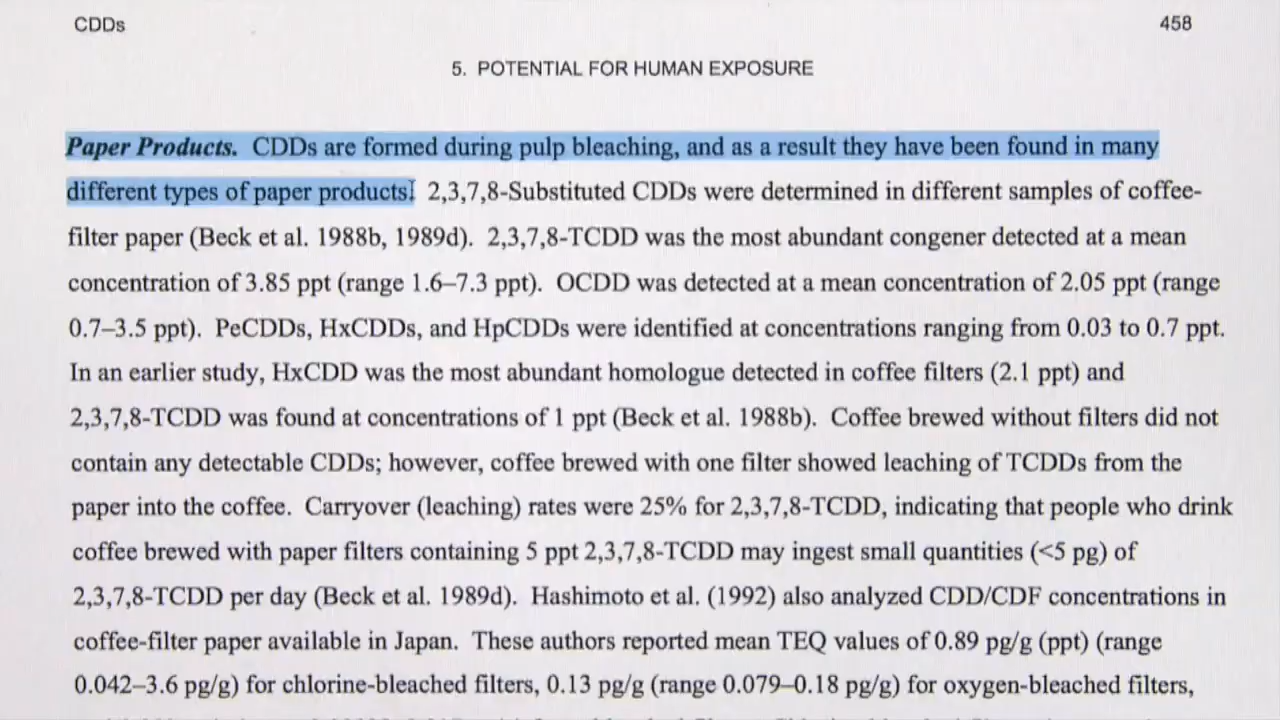 CDDs 458
5. POTENTIAL FOR HUMAN EXPOSURE
Paper Products. CDDs are formed during pulp bleaching, and as a result they have been found in many
different types of paper products. 2,3,7,8-Substituted CDDs were determined in different samples of coffee-
filter paper (Beck et al. 1988b, 1989d). 2,3,7,8-TCDD was the most abundant congener detected at a mean
concentration of 3.85 ppt (range 1.6–7.3 ppt). OCDD was detected at a mean concentration of 2.05 ppt (range
0.7–3.5 ppt). PeCDDs, HxCDDs, and HpCDDs were identified at concentrations ranging from 0.03 to 0.7 ppt.
In an earlier study, HxCDD was the most abundant homologue detected in coffee filters (2.1 ppt) and
2,3,7,8-TCDD was found at concentrations of 1 ppt (Beck et al. 1988b). Coffee brewed without filters did not
contain any detectable CDDs; however, coffee brewed with one filter showed leaching of TCDDs from the
paper into the coffee. Carryover (leaching) rates were 25% for 2,3,7,8-TCDD, indicating that people who drink
coffee brewed with paper filters containing 5 ppt 2,3,7,8-TCDD may ingest small quantities (<5 pg) of
2,3,7,8-TCDD per day (Beck et al. 1989d). Hashimoto et al. (1992) also analyzed CDD/CDF concentrations in
coffee-filter paper available in Japan. These authors reported mean TEQ values of 0.89 pg/g (ppt) (range
0.042–3.6 pg/g) for chlorine-bleached filters, 0.13 pg/g (range 0.079–0.18 pg/g) for oxygen-bleached filters,